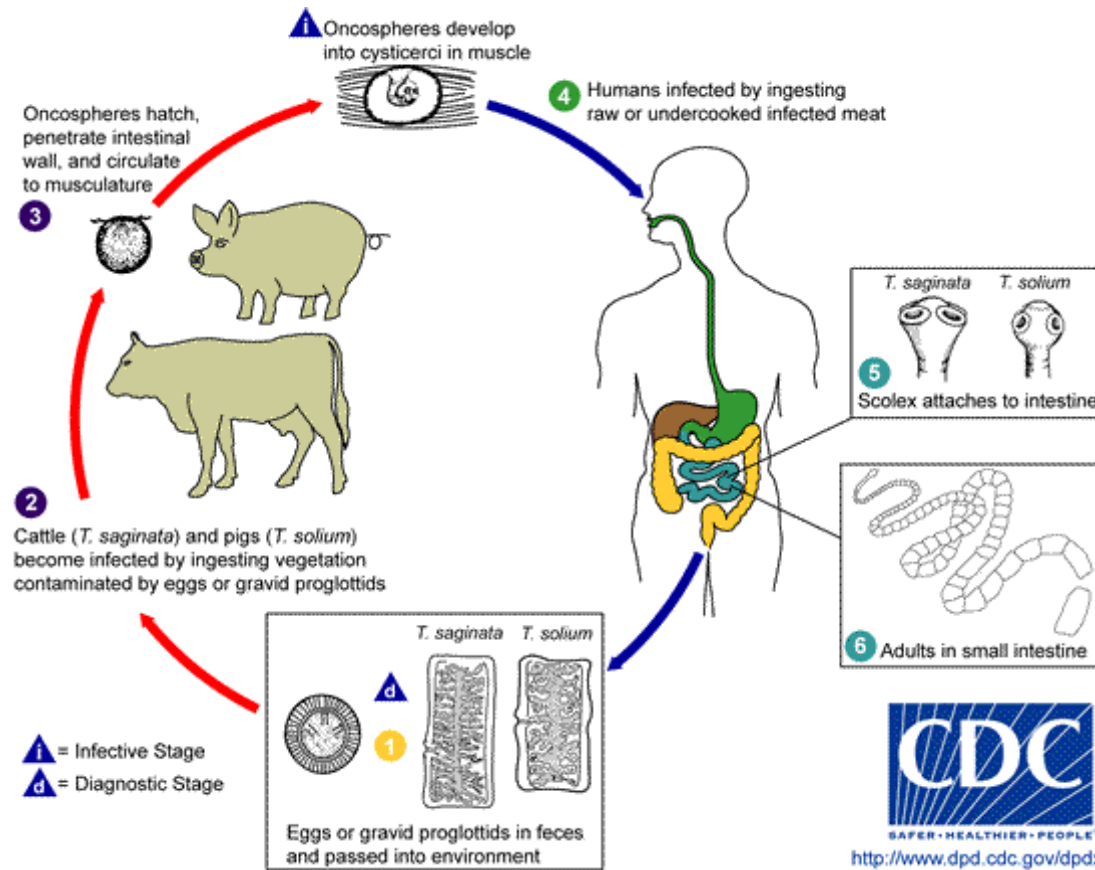 i Oncospheres develop
into cysticerci in muscle
4 Humans infected by ingesting
raw or undercooked infected meat
Oncospheres hatch,
penetrate intestinal
wall, and circulate
to musculature
3
T. saginata T. solium
5
Scolex attaches to intestine
6 Adults in small intestine
2
Cattle (T. saginata) and pigs (T. solium)
become infected by ingesting vegetation
contaminated by eggs or gravid proglottids
T. saginata T. solium
d
1
Eggs or gravid proglottids in feces
and passed into environment
i = Infective Stage
d = Diagnostic Stage
CDC
SAFER·HEALTHIER·PEOPLE
http://www.dpd.cdc.gov/dpdx